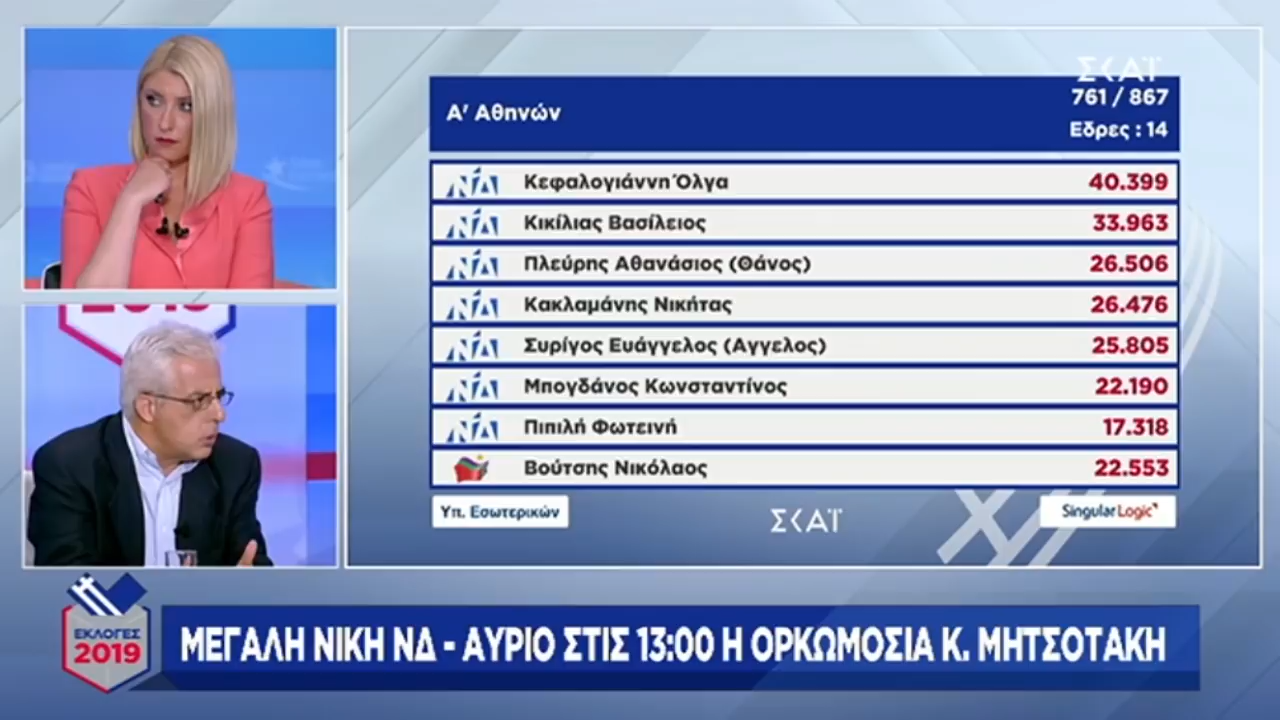 ΣΚΑΪ
Α' Αθηνών
761 / 867
Εδρες : 14
ΝΔ Κεφαλογιάννη Όλγα 40.399
ΝΔ Κικίλιας Βασίλειος 33.963
ΝΔ Πλεύρης Αθανάσιος (Θάνος) 26.506
ΝΔ Κακλαμάνης Νικήτας 26.476
ΝΔ Συρίγος Ευάγγελος (Αγγελος) 25.805
ΝΔ Μπογδάνος Κωνσταντίνος 22.190
ΝΔ Πιπιλή Φωτεινή 17.318
Βούτσης Νικόλαος 22.553
Υπ. Εσωτερικών
ΣΚΑΪ
SingularLogic
2019
ΕΚΛΟΓΕΣ
2019
ΜΕΓΑΛΗ ΝΙΚΗ ΝΔ - ΑΥΡΙΟ ΣΤΙΣ 13:00 Η ΟΡΚΩΜΟΣΙΑ Κ. ΜΗΤΣΟΤΑΚΗ